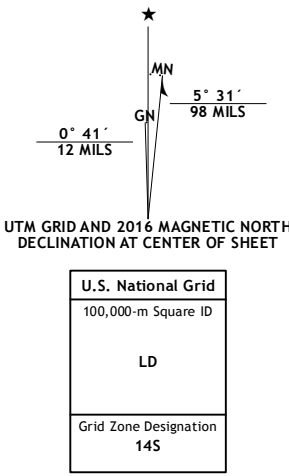 ★
MN
GN
5° 31´
98 MILS
0° 41´
12 MILS
UTM GRID AND 2016 MAGNETIC NORTH
DECLINATION AT CENTER OF SHEET
U.S. National Grid
100,000-m Square ID
LD
Grid Zone Designation
14S